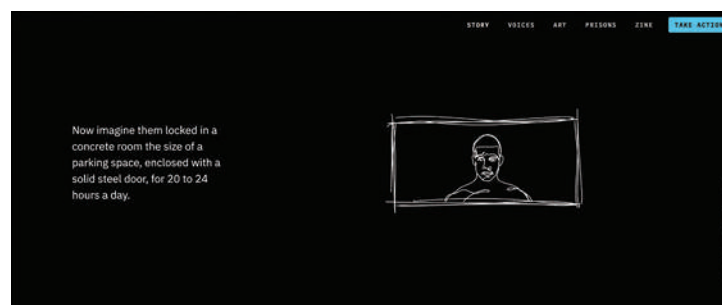 STORY VOICES ART PRISONS ZINE TAKE ACTION
Now imagine them locked in a
concrete room the size of a
parking space, enclosed with a
solid steel door, for 20 to 24
hours a day.